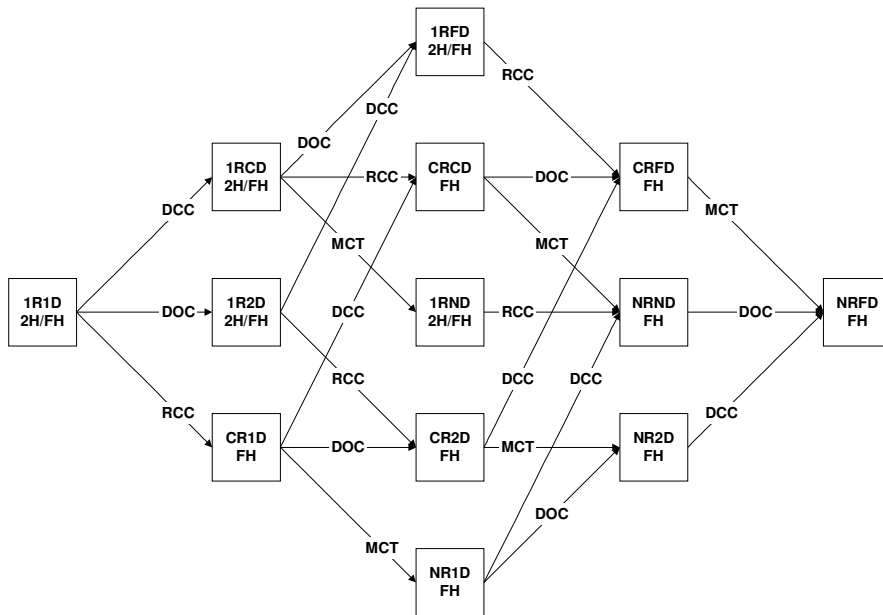 1RFD
2H/FH
RCC
DCC
DOC
1RCD
2H/FH
CRCD
FH
CRFD
FH
RCC
DOC
DCC
MCT
MCT
MCT
1R1D
2H/FH
DOC
1R2D
2H/FH
DCC
1RND
2H/FH
RCC
NRND
FH
DOC
NRFD
FH
RCC
DCC
DCC
RCC
DCC
CR1D
FH
DOC
CR2D
FH
MCT
NR2D
FH
DOC
MCT
NR1D
FH